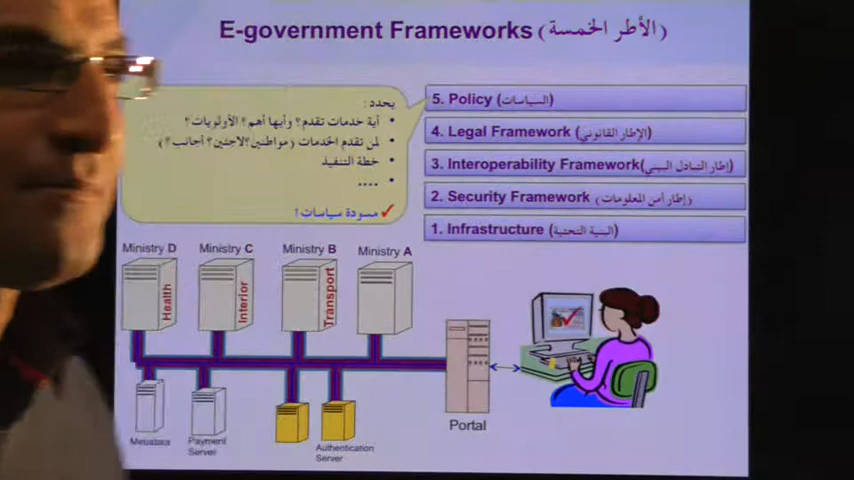 E-government Frameworks (الأطر الخمسة)
5. Policy (السياسات)
4. Legal Framework (الإطار القانوني)
3. Interoperability Framework(إطار التبادل البيني)
2. Security Framework (إطار أمن المعلومات)
1. Infrastructure (البنية التحتية)
يحدد:
• أية خدمات تقدم؟ وأيها أهم؟ الأولويات؟
• لمن تقدم الخدمات (مواطنين؟لاجئين؟ أجانب؟)
• خطة التنفيذ
• ....
✓ مسودة سياسات !
Ministry D
Ministry C
Ministry B
Ministry A
Health
Interior
Transport
Portal
Metadata
Payment
Server
Authentication
Server